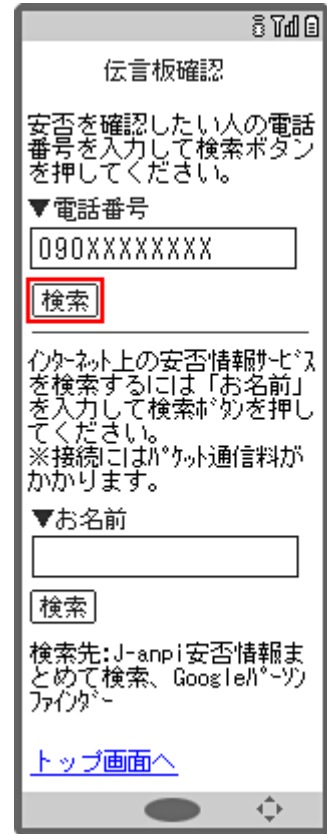 伝言板確認
安否を確認したい人の電話
番号を入力して検索ボタン
を押してください。
▼電話番号
090XXXXXXXX
検索
ｲﾝﾀｰﾈｯﾄ上の安否情報ｻｰﾋﾞｽ
を検索するには「お名前」
を入力して検索ﾎﾞﾀﾝを押し
てください。
※接続にはﾊﾟｹｯﾄ通信料が
かかります。
▼お名前
検索
検索先:J-anpi安否情報ま
とめて検索、Googleﾊﾟｰｿﾝ
ﾌｧｲﾝﾀﾞｰ
トップ画面へ